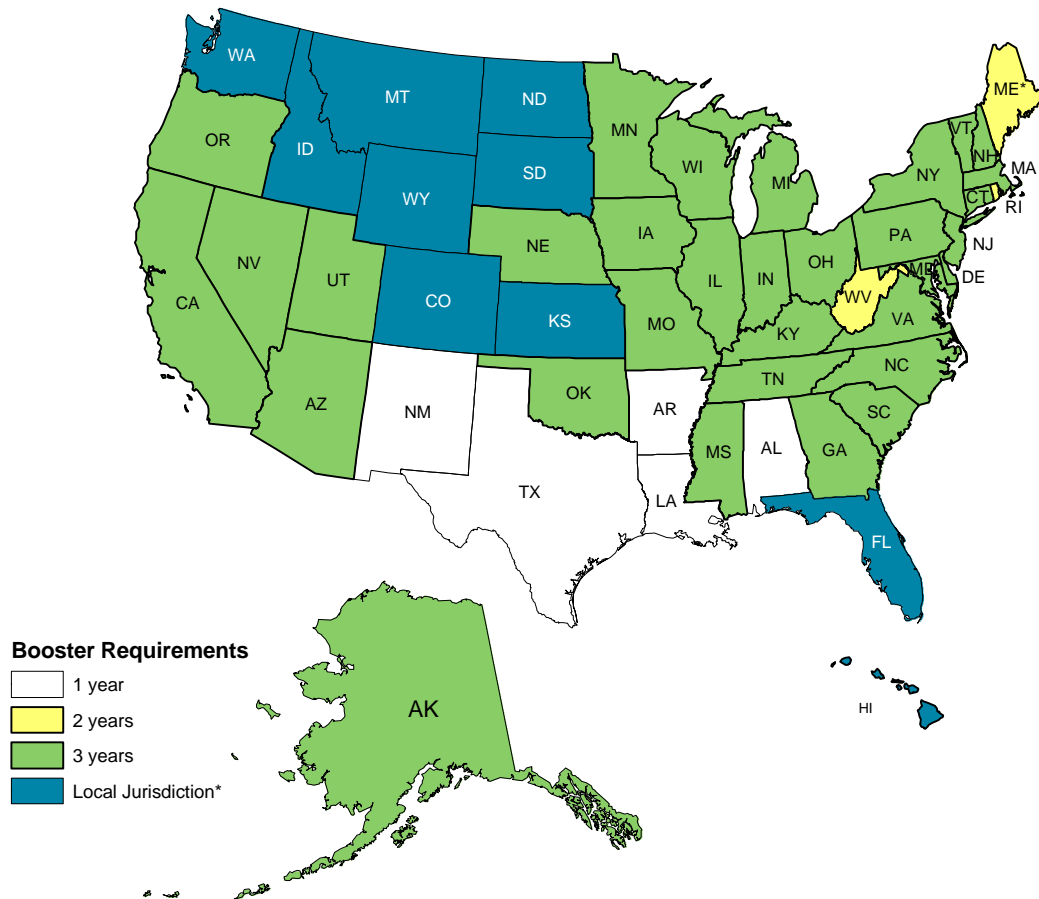 WA
MT
ND
MN
ME*
OR
ID
SD
WI
VT
NH
MA
WY
MI
NY
CT
RI
IA
NE
PA
NJ
NV
UT
IL
IN
OH
MD
DE
CA
CO
KS
MO
WV
VA
KY
AZ
NM
OK
AR
TN
NC
SC
MS
AL
GA
TX
LA
FL
AK
HI
Booster Requirements
1 year
2 years
3 years
Local Jurisdiction*